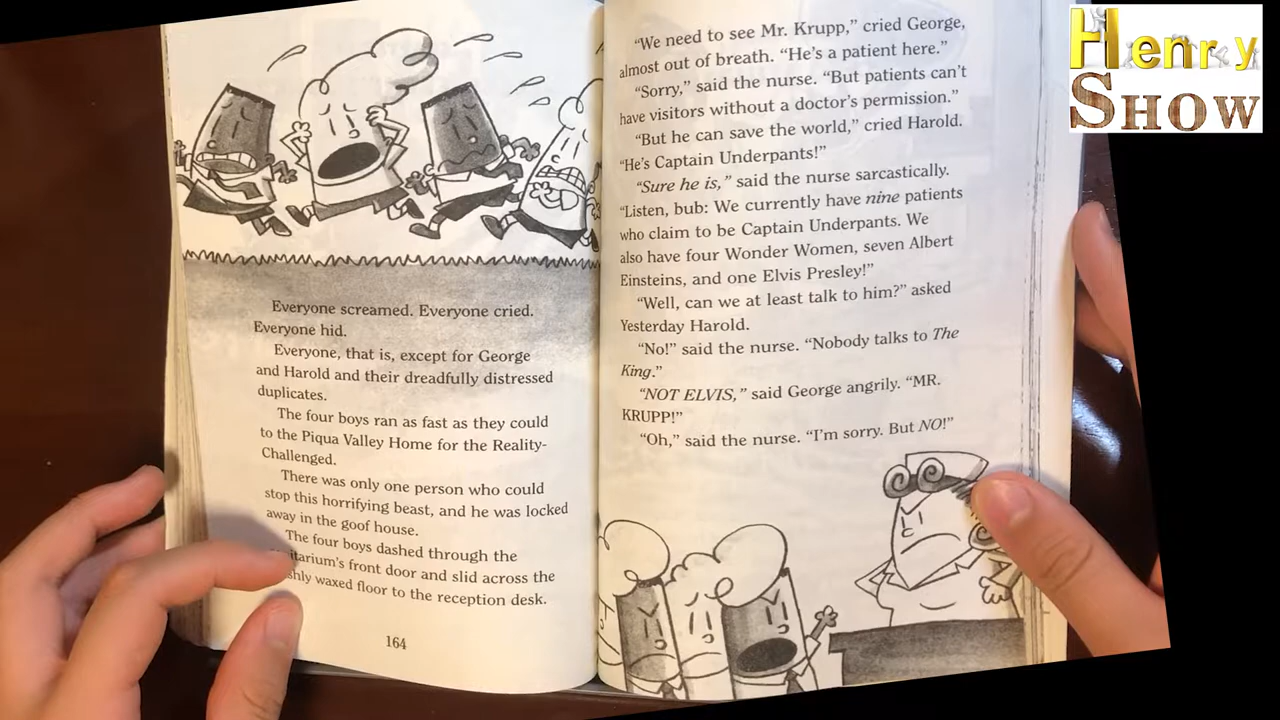 Everyone screamed. Everyone cried.
Everyone hid.
Everyone, that is, except for George
and Harold and their dreadfully distressed
duplicates.
The four boys ran as fast as they could
to the Piqua Valley Home for the Reality-
Challenged.
There was only one person who could
stop this horrifying beast, and he was locked
away in the goof house.
The four boys dashed through the
itarium's front door and slid across the
shly waxed floor to the reception desk.
164
“We need to see Mr. Krupp,” cried George,
almost out of breath. “He's a patient here.”
“Sorry,” said the nurse. “But patients can't
have visitors without a doctor's permission.”
“But he can save the world,” cried Harold.
“He's Captain Underpants!”
“Sure he is,” said the nurse sarcastically.
“Listen, bub: We currently have nine patients
who claim to be Captain Underpants. We
also have four Wonder Women, seven Albert
Einsteins, and one Elvis Presley!”
“Well, can we at least talk to him?” asked
Yesterday Harold.
“No!” said the nurse. “Nobody talks to The
King.”
“NOT ELVIS,” said George angrily. “MR.
KRUPP!”
“Oh,” said the nurse. “I'm sorry. But NO!”
Henry
SHOW